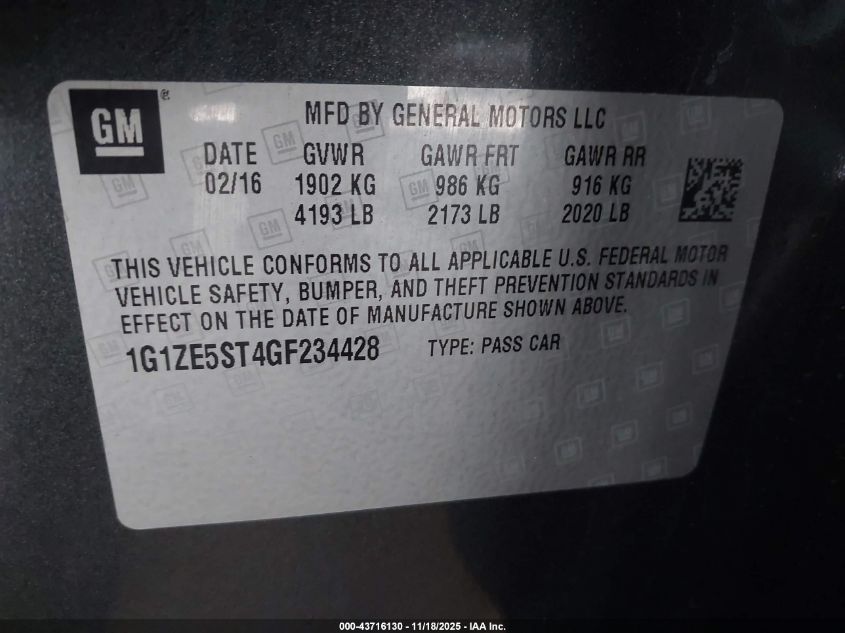 GM ®
MFD BY GENERAL MOTORS LLC
DATE GVWR GAWR FRT GAWR RR
02/16 1902 KG 986 KG 916 KG
4193 LB 2173 LB 2020 LB
THIS VEHICLE CONFORMS TO ALL APPLICABLE U.S. FEDERAL MOTOR
VEHICLE SAFETY, BUMPER, AND THEFT PREVENTION STANDARDS IN
EFFECT ON THE DATE OF MANUFACTURE SHOWN ABOVE.
1G1ZE5ST4GF234428 TYPE: PASS CAR
000-43716130 - 11/18/2025 - IAA Inc.